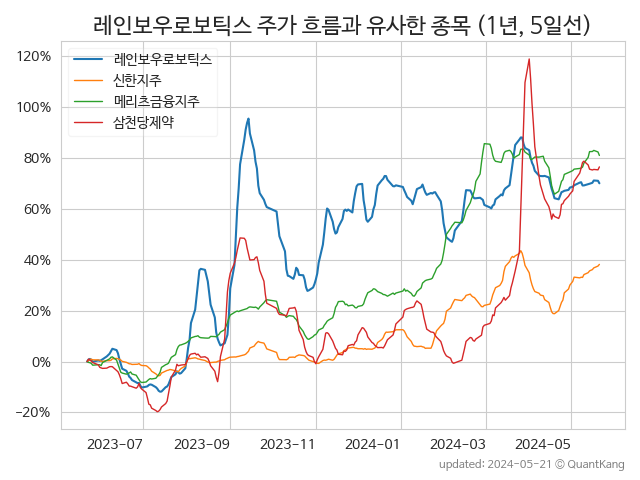 레인보우로보틱스 주가 흐름과 유사한 종목 (1년, 5일선)
레인보우로보틱스
신한지주
메리츠금융지주
삼천당제약
120%
100%
80%
60%
40%
20%
0%
−20%
2023-07
2023-09
2023-11
2024-01
2024-03
2024-05
updated: 2024-05-21 © QuantKang